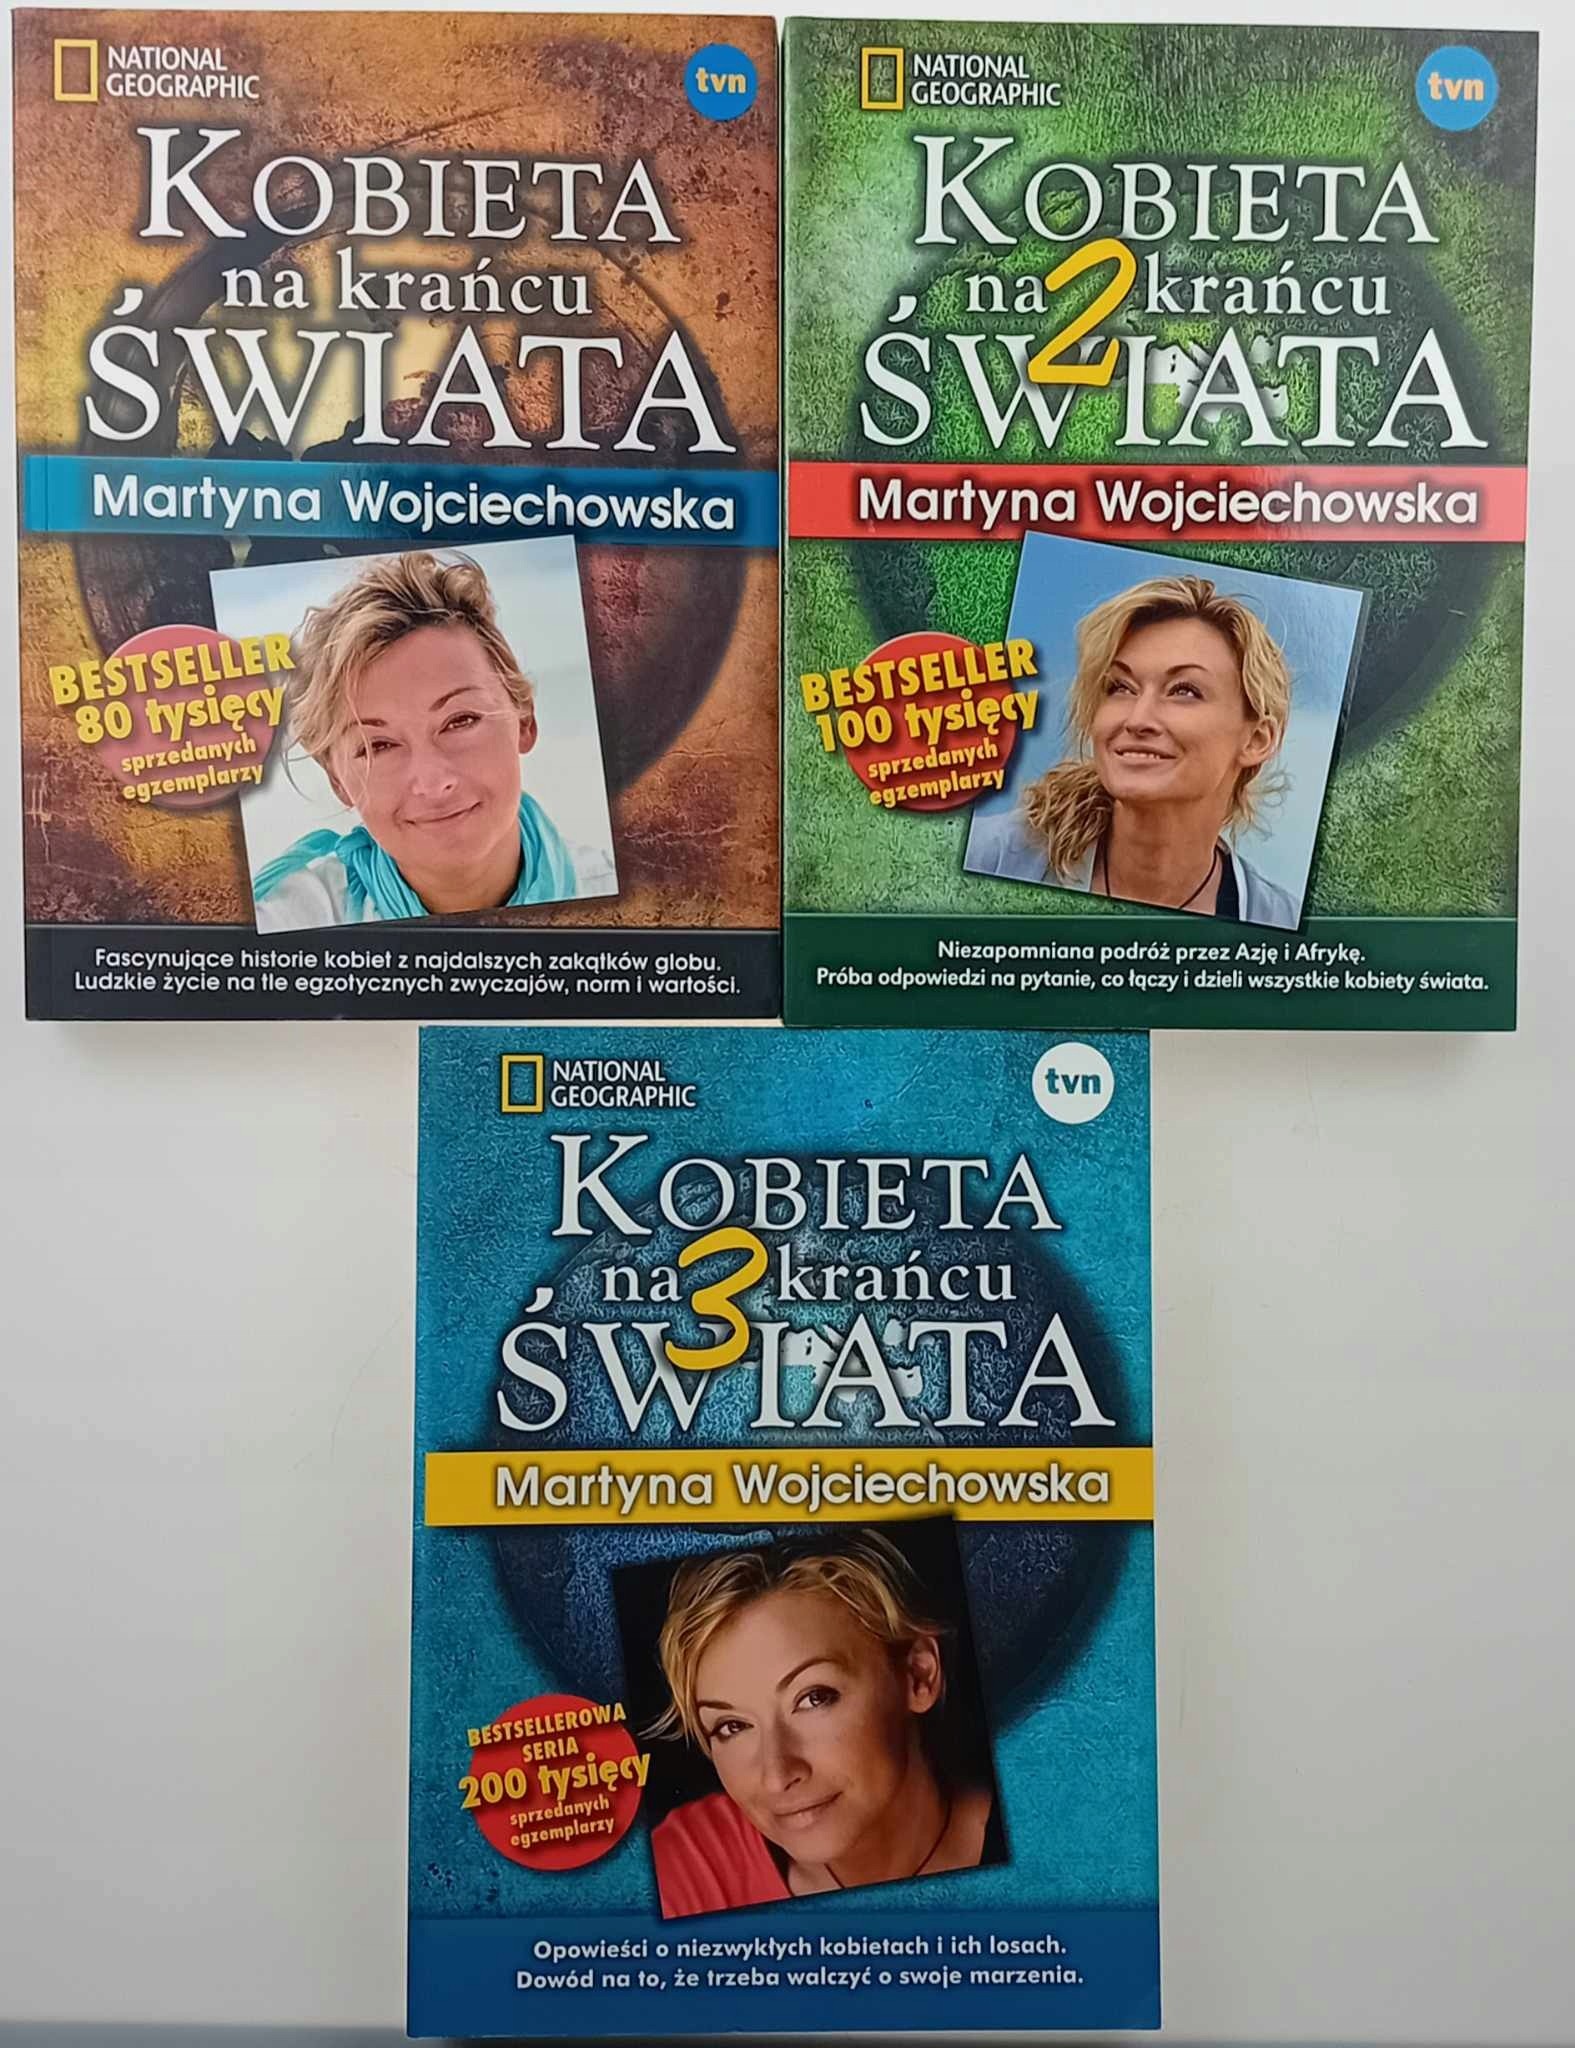 NATIONAL
GEOGRAPHIC
tvn
KOBIETA
na krańcu
ŚWIATA
Martyna Wojciechowska
BESTSELLER
80 tysięcy
sprzedanych
egzemplarzy
Fascynujące historie kobiet z najdalszych zakątków globu.
Ludzkie życie na tle egzotycznych zwyczajów, norm i wartości.
NATIONAL
GEOGRAPHIC
tvn
KOBIETA
na 2 krańcu
ŚWIATA
Martyna Wojciechowska
BESTSELLER
100 tysięcy
sprzedanych
egzemplarzy
Niezapomniana podróż przez Azję i Afrykę.
Próba odpowiedzi na pytanie, co łączy i dzieli wszystkie kobiety świata.
NATIONAL
GEOGRAPHIC
tvn
KOBIETA
na 3 krańcu
ŚWIATA
Martyna Wojciechowska
BESTSELLEROWA
SERIA
200 tysięcy
sprzedanych
egzemplarzy
Opowieści o niezwykłych kobietach i ich losach.
Dowód na to, że trzeba walczyć o swoje marzenia.